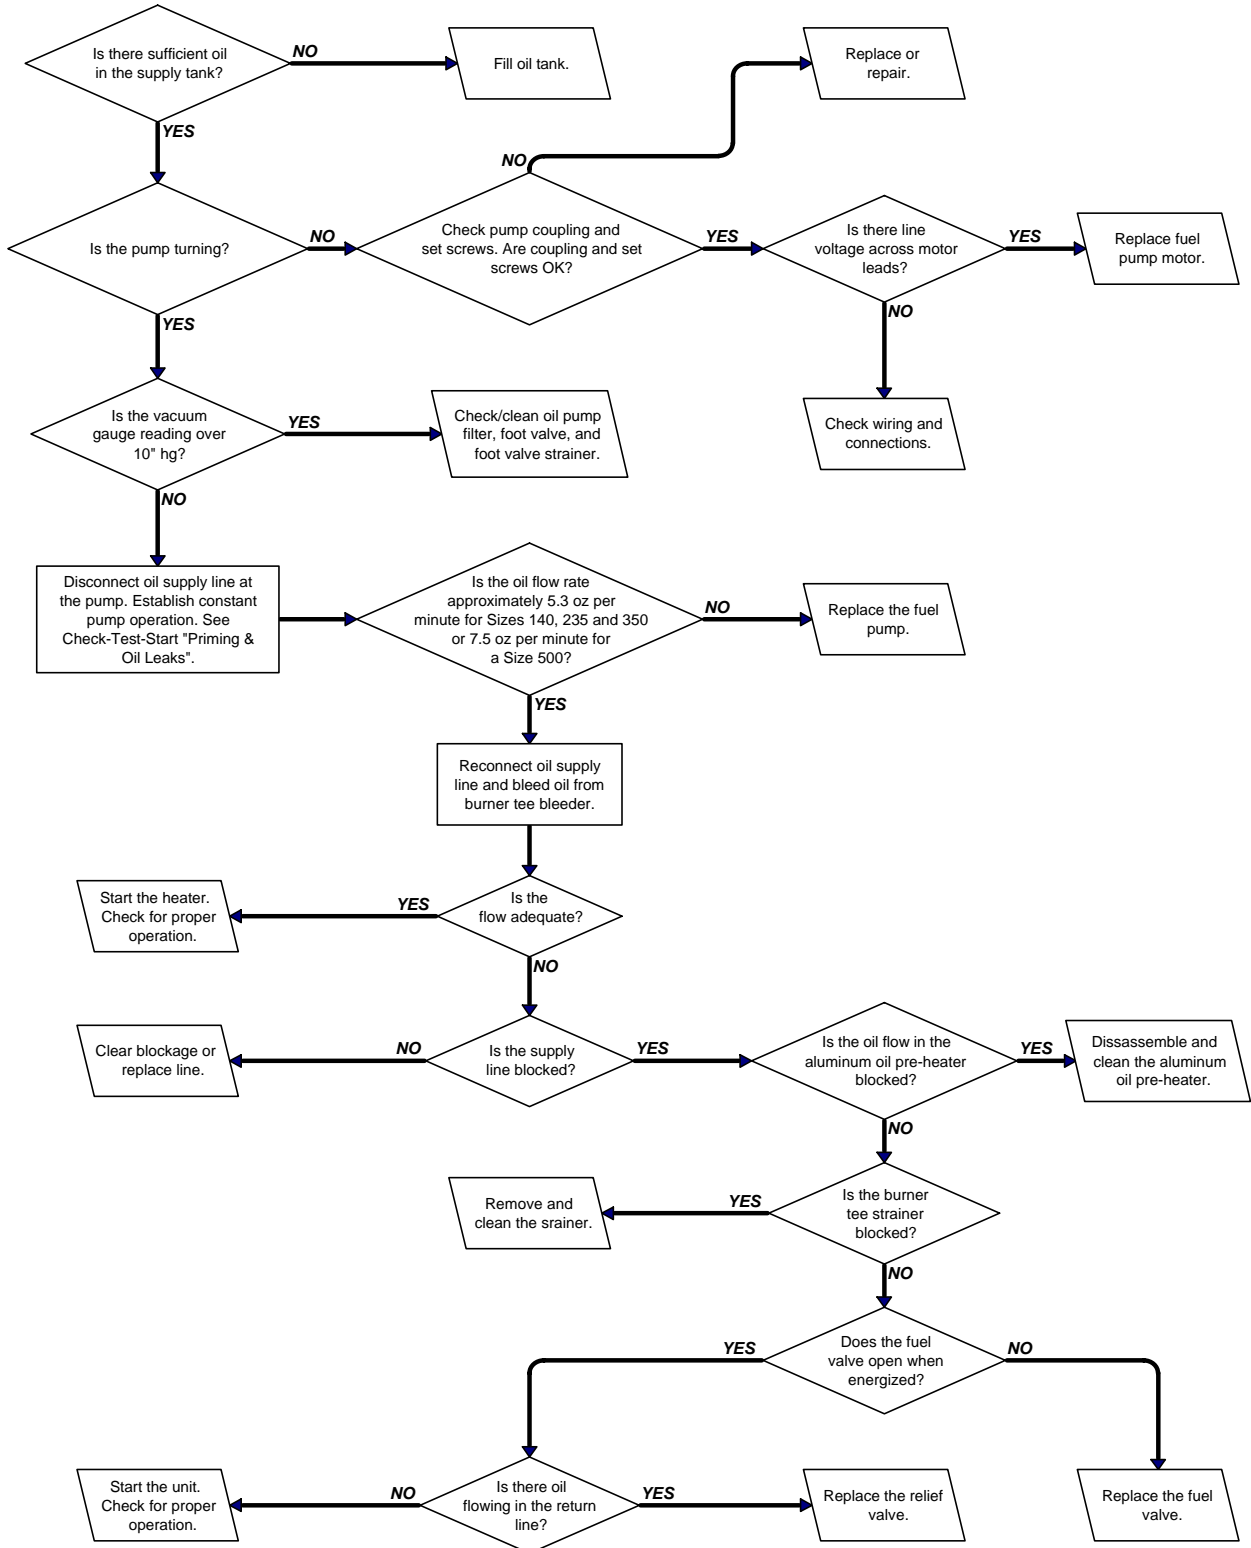 Is there sufficient oil
in the supply tank?
NO
Fill oil tank.
Replace or
repair.
YES
NO
Is the pump turning?
NO
Check pump coupling and
set screws. Are coupling and set
screws OK?
YES
Is there line
voltage across motor
leads?
YES
Replace fuel
pump motor.
YES
NO
Is the vacuum
gauge reading over
10" hg?
YES
Check/clean oil pump
filter, foot valve, and
foot valve strainer.
Check wiring and
connections.
NO
Disconnect oil supply line at
the pump. Establish constant
pump operation. See
Check-Test-Start "Priming &
Oil Leaks".
Is the oil flow rate
approximately 5.3 oz per
minute for Sizes 140, 235 and 350
or 7.5 oz per minute for
a Size 500?
NO
Replace the fuel
pump.
YES
Reconnect oil supply
line and bleed oil from
burner tee bleeder.
Start the heater.
Check for proper
operation.
YES
Is the
flow adequate?
NO
Clear blockage or
replace line.
NO
Is the supply
line blocked?
YES
Is the oil flow in the
aluminum oil pre-heater
blocked?
YES
Dissassemble and
clean the aluminum
oil pre-heater.
NO
Remove and
clean the srainer.
YES
Is the burner
tee strainer
blocked?
NO
YES
Does the fuel
valve open when
energized?
NO
Start the unit.
Check for proper
operation.
NO
Is there oil
flowing in the return
line?
YES
Replace the relief
valve.
Replace the fuel
valve.